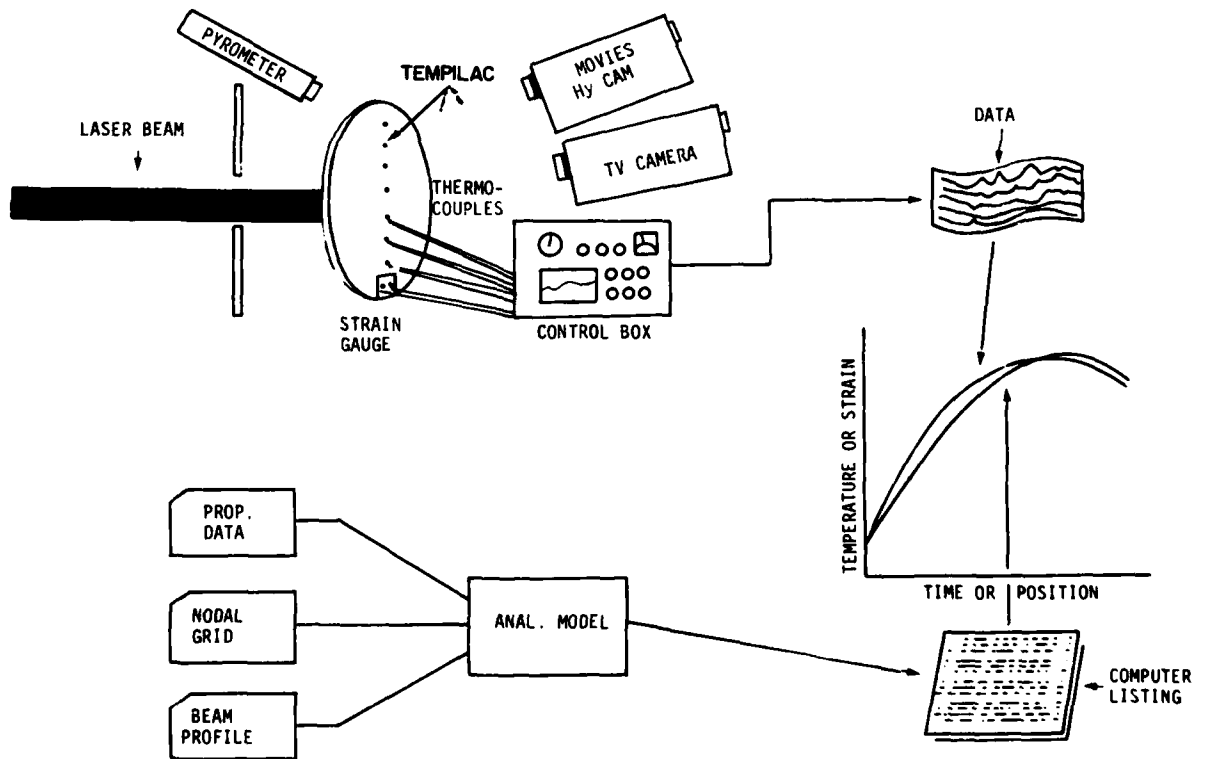 PYROMETER
TEMPILAC
MOVIES
Hy CAM
LASER BEAM
TV CAMERA
DATA
THERMO-
COUPLES
STRAIN
GAUGE
CONTROL BOX
TEMPERATURE OR STRAIN
TIME OR POSITION
PROP.
DATA
NODAL
GRID
ANAL. MODEL
BEAM
PROFILE
COMPUTER
LISTING